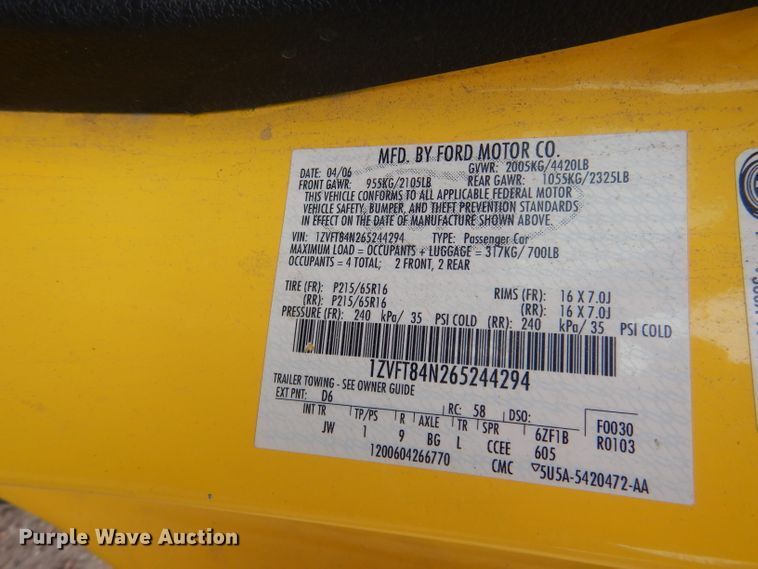 MFD. BY FORD MOTOR CO.
DATE: 04/06 GVWR: 2005KG/4420LB
FRONT GAWR: 955KG/2105LB REAR GAWR: 1055KG/2325LB
THIS VEHICLE CONFORMS TO ALL APPLICABLE FEDERAL MOTOR
VEHICLE SAFETY, BUMPER, AND THEFT PREVENTION STANDARDS
IN EFFECT ON THE DATE OF MANUFACTURE SHOWN ABOVE.
VIN: 1ZVFT84N265244294 TYPE: Passenger Car
MAXIMUM LOAD = OCCUPANTS + LUGGAGE = 317KG/ 700LB
OCCUPANTS = 4 TOTAL; 2 FRONT, 2 REAR
TIRE (FR): P215/65R16 RIMS (FR): 16 X 7.0J
(RR): P215/65R16 (RR): 16 X 7.0J
PRESSURE (FR): 240 kPa/ 35 PSI COLD (RR): 240 kPa/ 35 PSI COLD
1ZVFT84N265244294
TRAILER TOWING - SEE OWNER GUIDE
EXT PNT: D6 RC: 58 DSO: F0030
INT TR TP/PS R AXLE TR SPR 6ZF1B R0103
JW 1 9 BG L CCEE 605
1200604266770 CMC ▽5U5A-5420472-AA
Purple Wave Auction